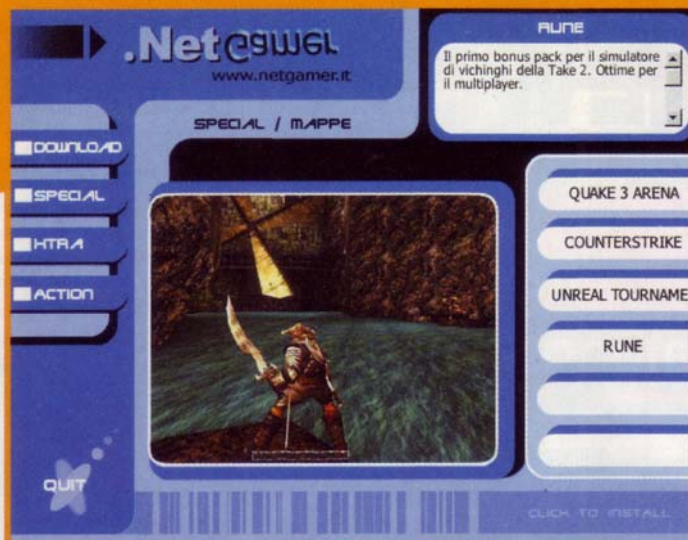 .NetGamer
www.netgamer.it
RUNE
Il primo bonus pack per il simulatore
di vichinghi della Take 2. Ottime per
il multiplayer.
SPECIAL / MAPPE
DOWNLOAD
SPECIAL
XTRA
ACTION
QUAKE 3 ARENA
COUNTERSTRIKE
UNREAL TOURNAME
RUNE
QUIT
CLICK TO INSTALL